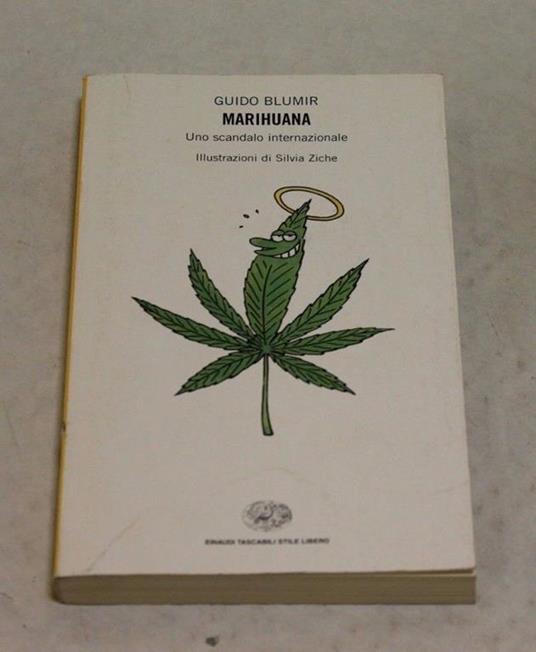 GUIDO BLUMIR
MARIHUANA
Uno scandalo internazionale
Illustrazioni di Silvia Ziche
EINAUDI TASCABILI STILE LIBERO